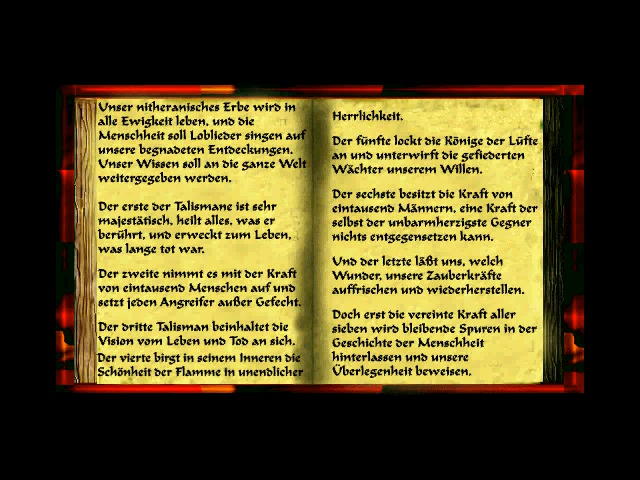 Unser nitheranisches Erbe wird in
alle Ewigkeit leben, und die
Menschheit soll Loblieder singen auf
unsere begnadeten Entdeckungen.
Unser Wissen soll an die ganze Welt
weitergegeben werden.
Der erste der Talismane ist sehr
majestätisch, heilt alles, was er
berührt, und erweckt zum Leben,
was lange tot war.
Der zweite nimmt es mit der Kraft
von eintausend Menschen auf und
setzt jeden Angreifer außer Gefecht.
Der dritte Talisman beinhaltet die
Vision vom Leben und Tod an sich.
Der vierte birgt in seinem Inneren die
Schönheit der Flamme in unendlicher
Herrlichkeit.
Der fünfte lockt die Könige der Lüfte
an und unterwirft die gefiederten
Wächter unserem Willen.
Der sechste besitzt die Kraft von
eintausend Männern, eine Kraft der
selbst der unbarmherzigste Gegner
nichts entgegensetzen kann.
Und der letzte läßt uns, welch
Wunder, unsere Zauberkräfte
auffrischen und wiederherstellen.
Doch erst die vereinte Kraft aller
sieben wird bleibende Spuren in der
Geschichte der Menschheit
hinterlassen und unsere
Überlegenheit beweisen.